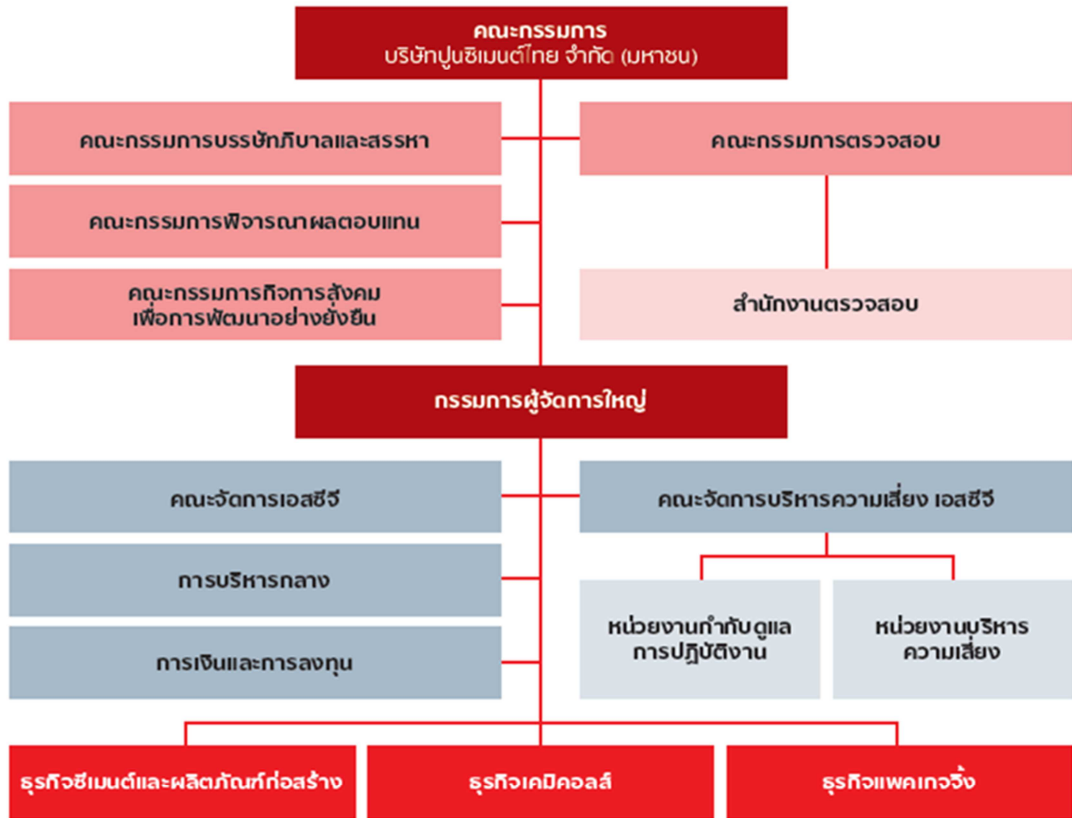 คณะกรรมการ
บริษัทปูนซิเมนต์ไทย จำกัด (มหาชน)
คณะกรรมการบรรษัทภิบาลและสรรหา
คณะกรรมการตรวจสอบ
คณะกรรมการพิจารณาผลตอบแทน
คณะกรรมการกิจการสังคม
เพื่อการพัฒนาอย่างยั่งยืน
สำนักงานตรวจสอบ
กรรมการผู้จัดการใหญ่
คณะจัดการเอสซีจี
คณะจัดการบริหารความเสี่ยง เอสซีจี
การบริหารกลาง
การเงินและการลงทุน
หน่วยงานกำกับดูแล
การปฏิบัติงาน
หน่วยงานบริหาร
ความเสี่ยง
ธุรกิจซีเมนต์และผลิตภัณฑ์ก่อสร้าง
ธุรกิจเคมิคอลส์
ธุรกิจแพคเกจจิ้ง